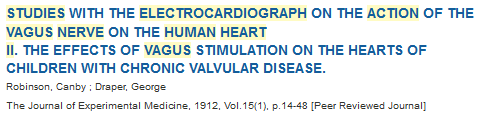 STUDIES WITH THE ELECTROCARDIOGRAPH ON THE ACTION OF THE
VAGUS NERVE ON THE HUMAN HEART
II. THE EFFECTS OF VAGUS STIMULATION ON THE HEARTS OF
CHILDREN WITH CHRONIC VALVULAR DISEASE.
Robinson, Canby ; Draper, George
The Journal of Experimental Medicine, 1912, Vol.15(1), p.14-48 [Peer Reviewed Journal]